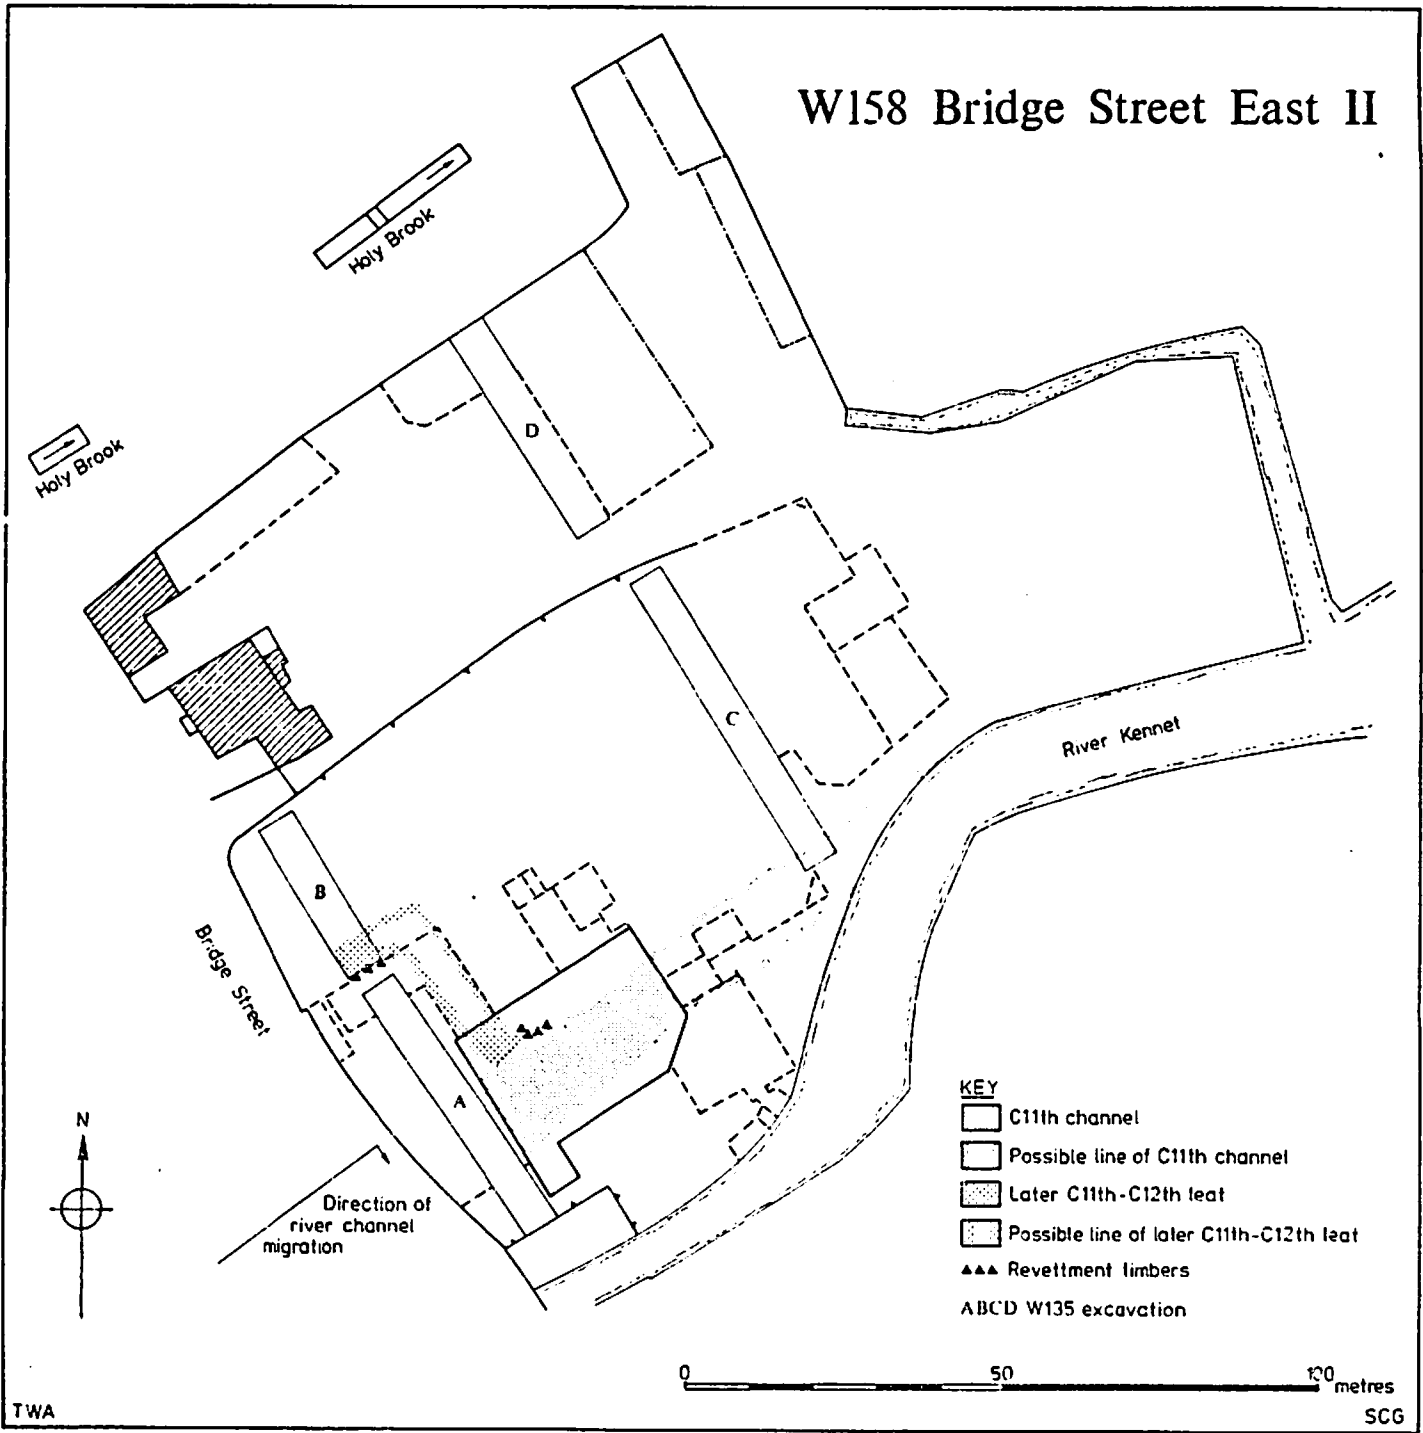 W158 Bridge Street East II
Holy Brook
Holy Brook
D
C
River Kennet
B
Bridge Street
A
N
Direction of
river channel
migration
KEY
C11th channel
Possible line of C11th channel
Later C11th-C12th leat
Possible line of later C11th-C12th leat
Revettment timbers
ABCD W135 excavation
0 50 100
metres
TWA
SCG